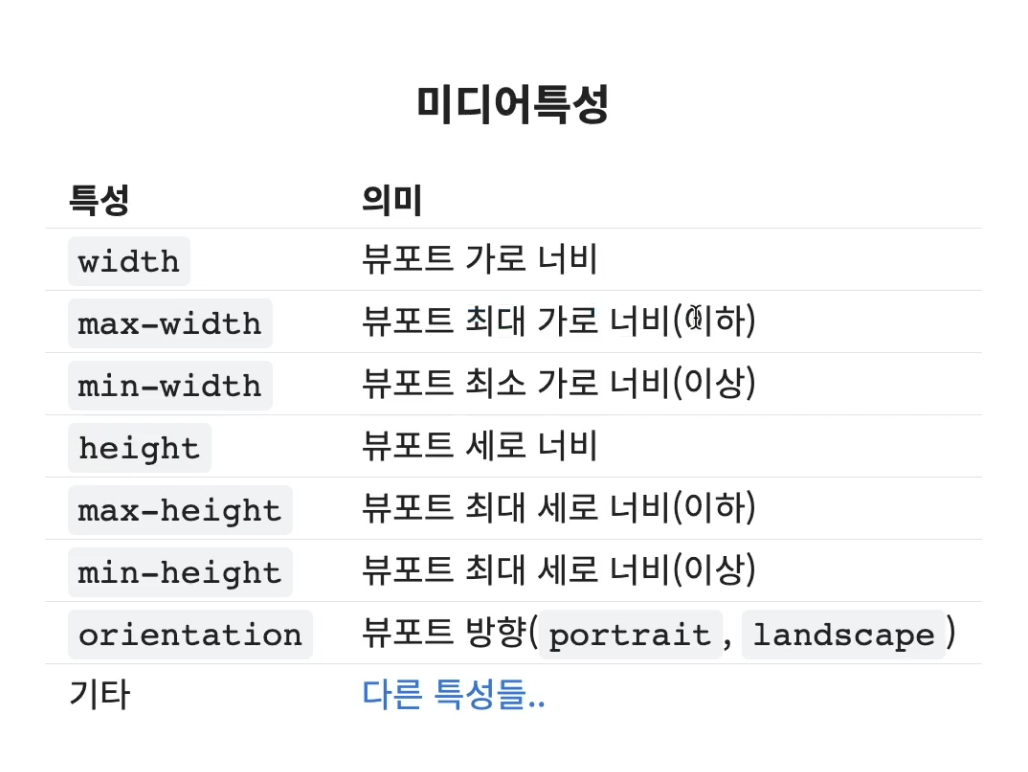 미디어특성
특성 의미
width 뷰포트 가로 너비
max-width 뷰포트 최대 가로 너비(이하)
min-width 뷰포트 최소 가로 너비(이상)
height 뷰포트 세로 너비
max-height 뷰포트 최대 세로 너비(이하)
min-height 뷰포트 최대 세로 너비(이상)
orientation 뷰포트 방향(portrait, landscape)
기타 다른 특성들..